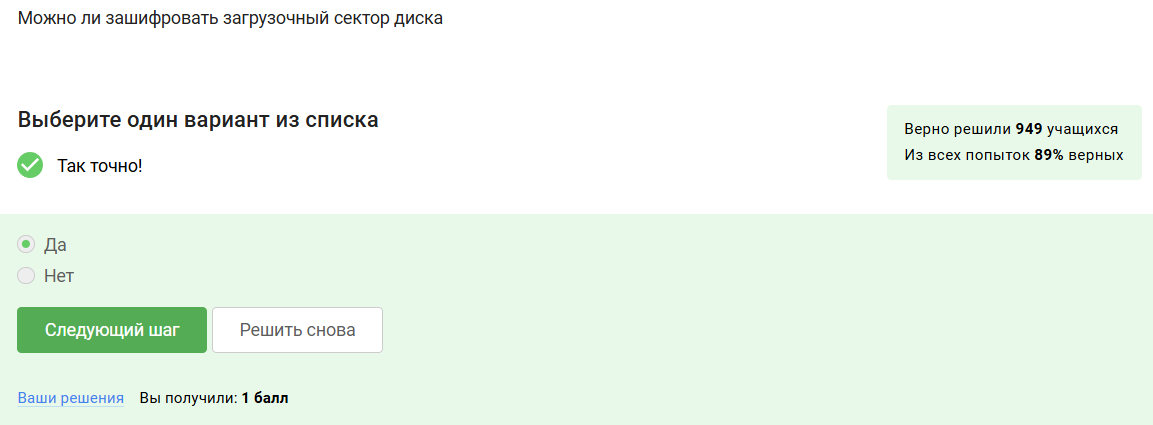 Можно ли зашифровать загрузочный сектор диска
Выберите один вариант из списка
Так точно!
Верно решили 949 учащихся
Из всех попыток 89% верных
Да
Нет
Следующий шаг
Решить снова
Ваши решения Вы получили: 1 балл